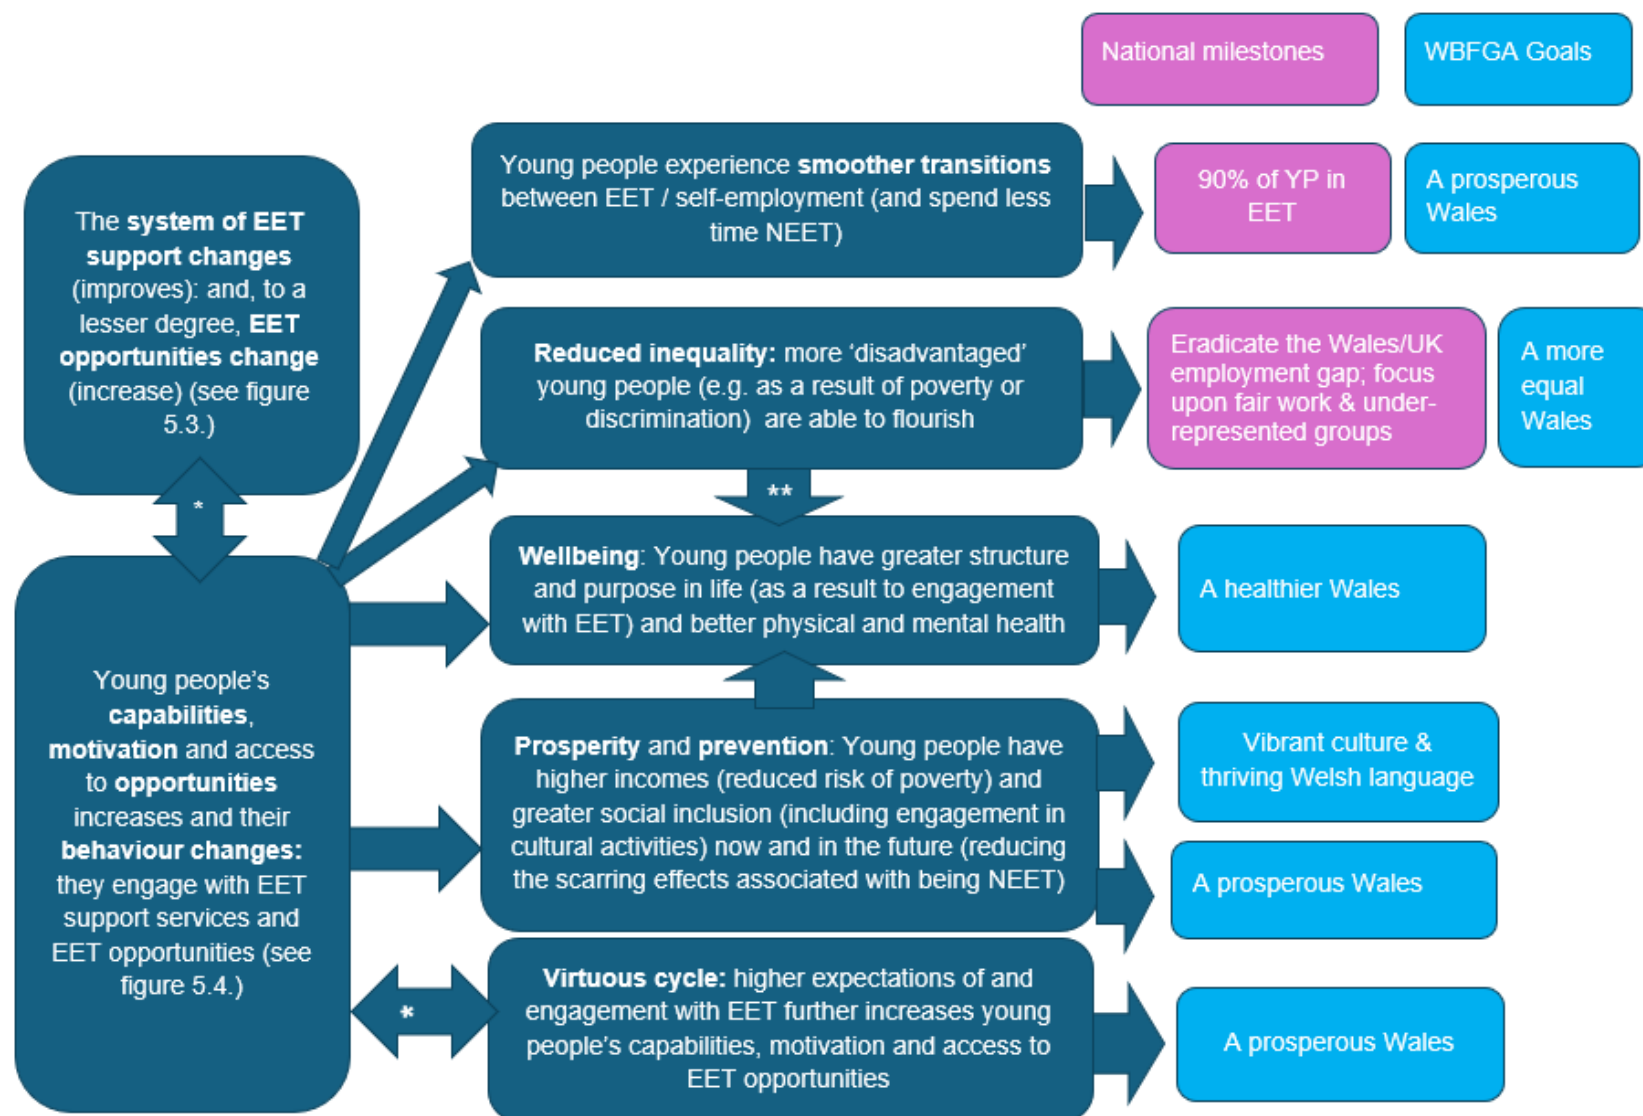 National milestones
WBFGA Goals
The system of EET
support changes
(improves): and, to a
lesser degree, EET
opportunities change
(increase) (see figure
5.3.)
*
Young people’s
capabilities,
motivation and access
to opportunities
increases and their
behaviour changes:
they engage with EET
support services and
EET opportunities (see
figure 5.4.)
Young people experience smoother transitions
between EET / self-employment (and spend less
time NEET)
90% of YP in
EET
A prosperous
Wales
Reduced inequality: more ‘disadvantaged’
young people (e.g. as a result of poverty or
discrimination) are able to flourish
Eradicate the Wales/UK
employment gap; focus
upon fair work & under-
represented groups
A more
equal
Wales
**
Wellbeing: Young people have greater structure
and purpose in life (as a result to engagement
with EET) and better physical and mental health
A healthier Wales
Prosperity and prevention: Young people have
higher incomes (reduced risk of poverty) and
greater social inclusion (including engagement in
cultural activities) now and in the future (reducing
the scarring effects associated with being NEET)
Vibrant culture &
thriving Welsh language
A prosperous Wales
*
Virtuous cycle: higher expectations of and
engagement with EET further increases young
people’s capabilities, motivation and access to
EET opportunities
A prosperous Wales